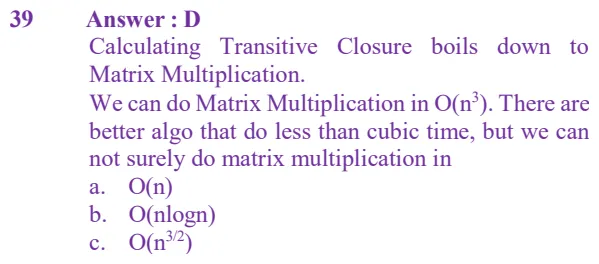 39 Answer : D
Calculating Transitive Closure boils down to
Matrix Multiplication.
We can do Matrix Multiplication in O(n³). There are
better algo that do less than cubic time, but we can
not surely do matrix multiplication in
a. O(n)
b. O(nlogn)
c. O(n³/²)